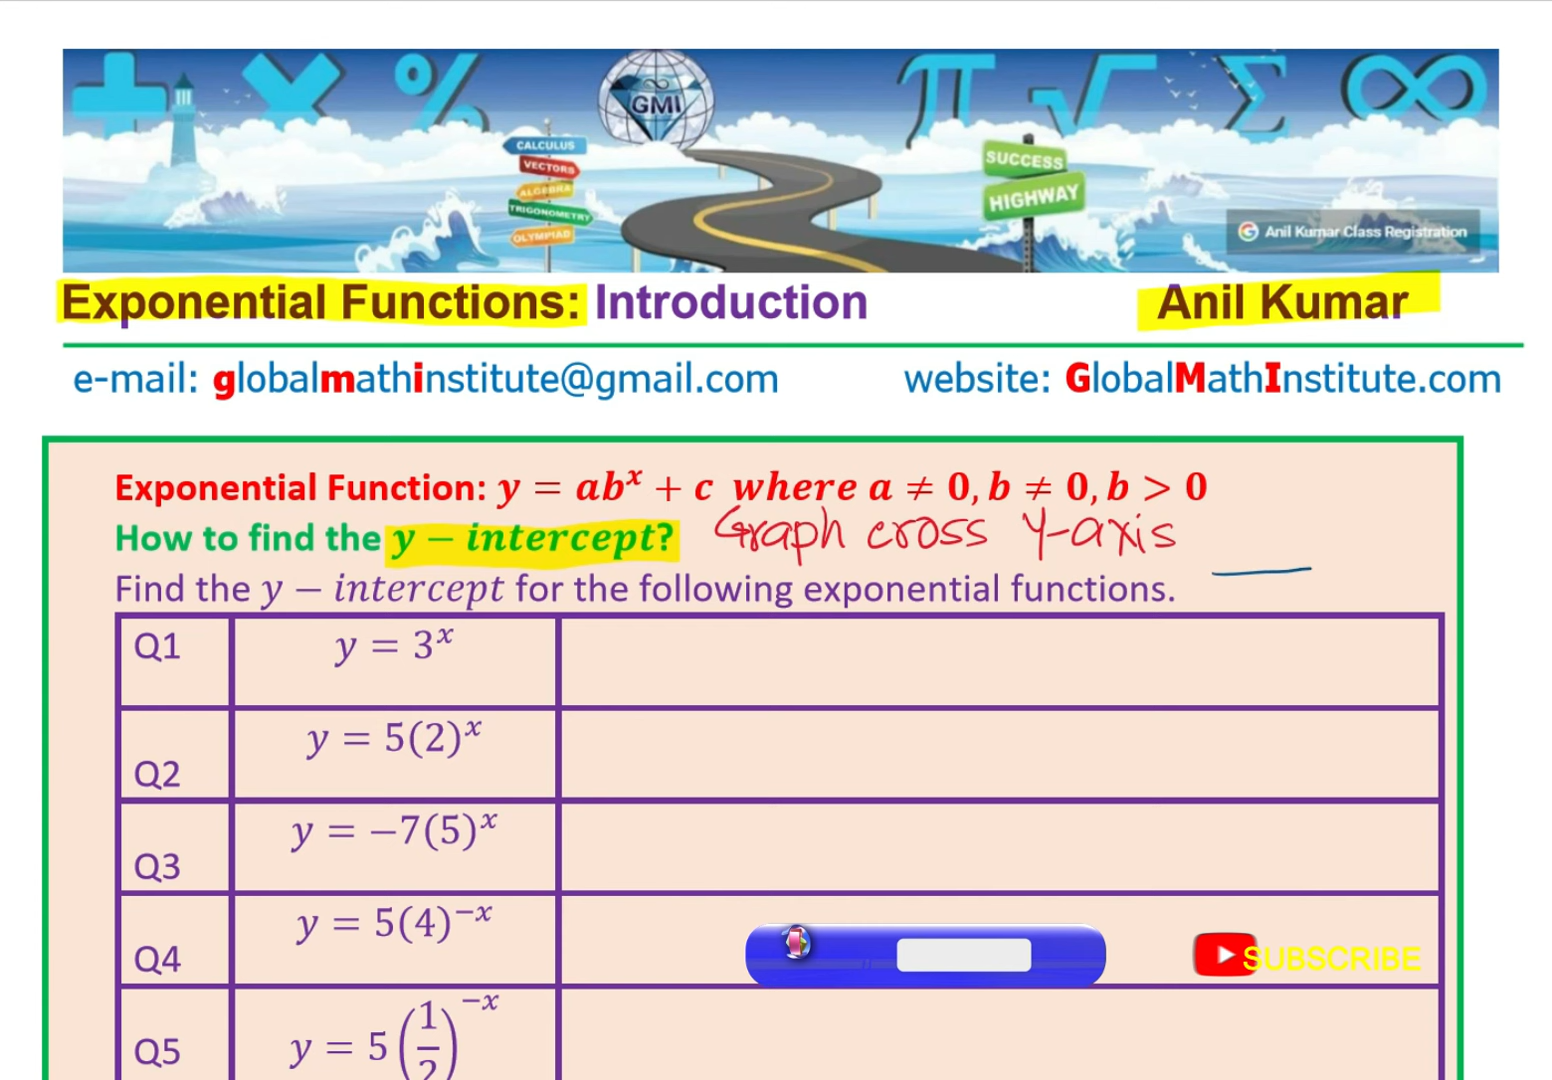 GMI
CALCULUS
VECTORS
ALGEBRA
TRIGONOMETRY
OLYMPIAD
SUCCESS
HIGHWAY
Anil Kumar Class Registration
Exponential Functions: Introduction Anil Kumar
e-mail: globalmathinstitute@gmail.com website: GlobalMathInstitute.com
Exponential Function: y = abˣ + c where a ≠ 0, b ≠ 0, b > 0
How to find the y − intercept? Graph cross Y-axis
Find the y − intercept for the following exponential functions.
Q1 y = 3ˣ
Q2 y = 5(2)ˣ
Q3 y = −7(5)ˣ
Q4 y = 5(4)⁻ˣ
SUBSCRIBE
Q5 y = 5(1/2)⁻ˣ